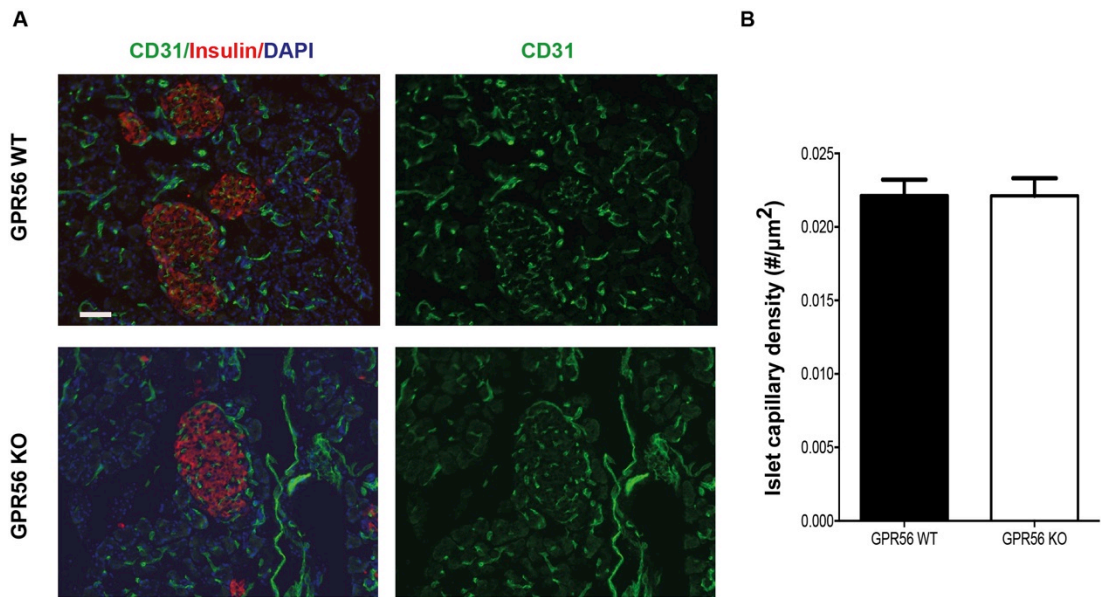 A
CD31/Insulin/DAPI
CD31
GPR56 WT
GPR56 KO
B
Islet capillary density (#/µm²)
0.025
0.020
0.015
0.010
0.005
0.000
GPR56 WT
GPR56 KO